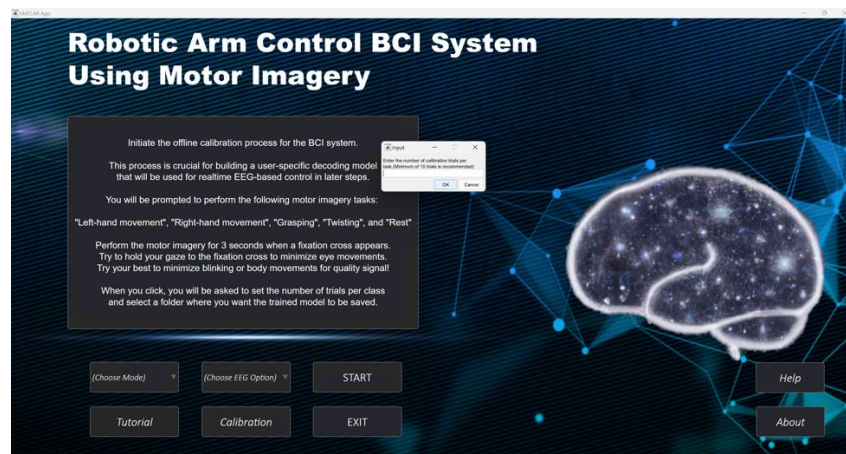 MATLAB App
Robotic Arm Control BCI System
Using Motor Imagery
Initiate the offline calibration process for the BCI system.
This process is crucial for building a user-specific decoding model
that will be used for realtime EEG-based control in later steps.
You will be prompted to perform the following motor imagery tasks:
"Left-hand movement", "Right-hand movement", "Grasping", "Twisting", and "Rest"
Perform the motor imagery for 3 seconds when a fixation cross appears.
Try to hold your gaze to the fixation cross to minimize eye movements.
Try your best to minimize blinking or body movements for quality signal!
When you click, you will be asked to set the number of trials per class
and select a folder where you want the trained model to be saved.
Input
Enter the number of calibration trials per
task (Minimum of 10 trials is recommended)
OK Cancel
(Choose Mode) (Choose EEG Option) START
Help
Tutorial Calibration EXIT
About